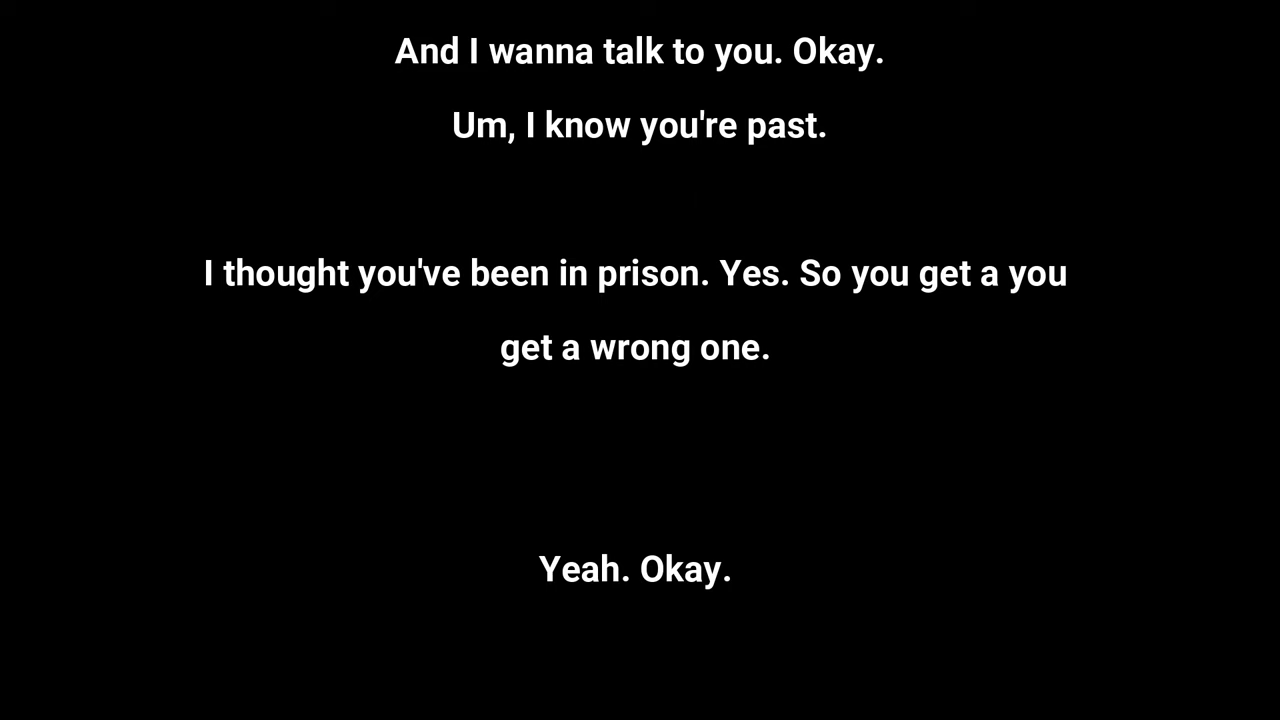 And I wanna talk to you. Okay.
Um, I know you're past.
I thought you've been in prison. Yes. So you get a you
get a wrong one.
Yeah. Okay.